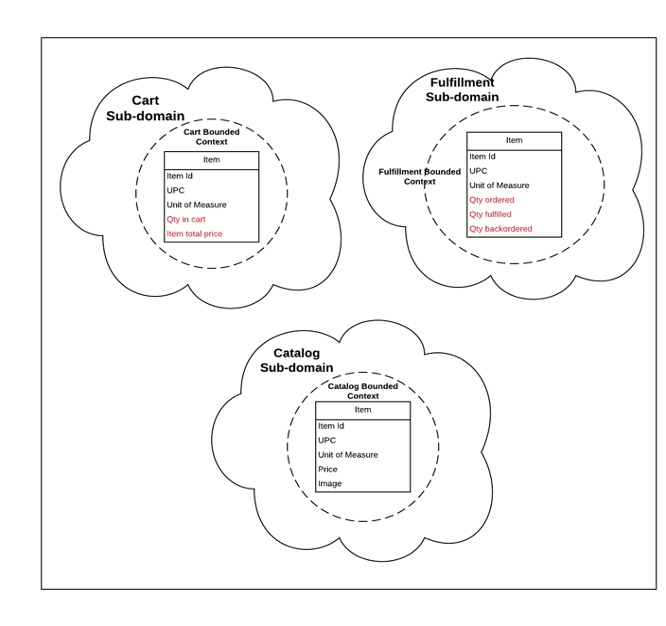 Cart
Sub-domain
Cart Bounded
Context
Item
Item Id
UPC
Unit of Measure
Qty in cart
Item total price
Fulfillment
Sub-domain
Fulfillment Bounded
Context
Item
Item Id
UPC
Unit of Measure
Qty ordered
Qty fulfilled
Qty backordered
Catalog
Sub-domain
Catalog Bounded
Context
Item
Item Id
UPC
Unit of Measure
Price
Image